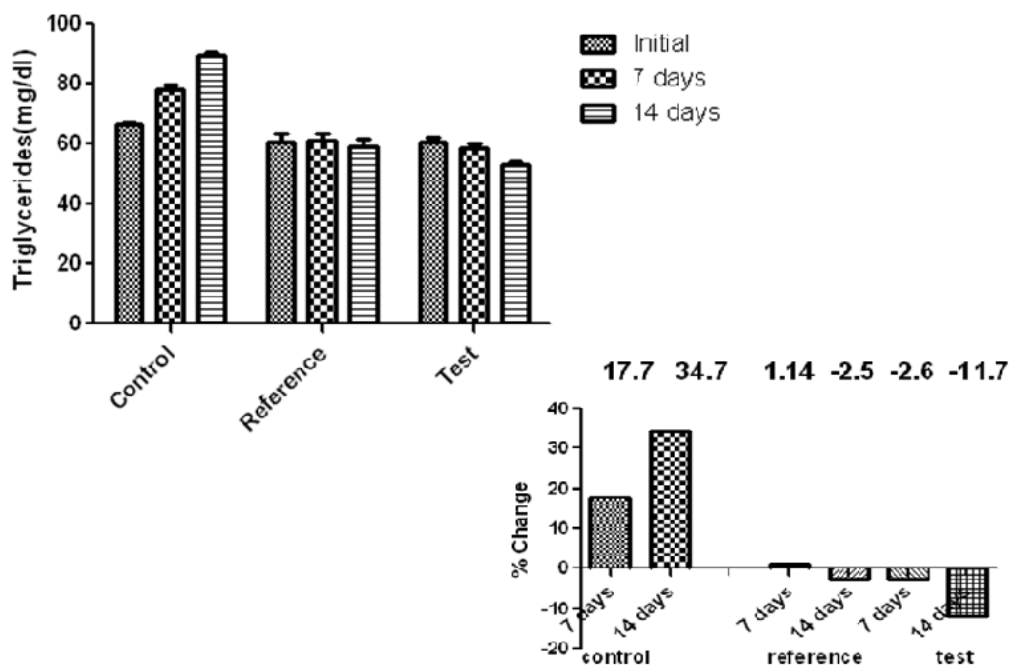 Triglycerides(mg/dl)
100
80
60
40
20
0
Control
Reference
Test
Initial
7 days
14 days
17.7 34.7 1.14 -2.5 -2.6 -11.7
% Change
40
30
20
10
0
-10
-20
7 days
14 days
7 days
14 days
7 days
14 days
control reference test